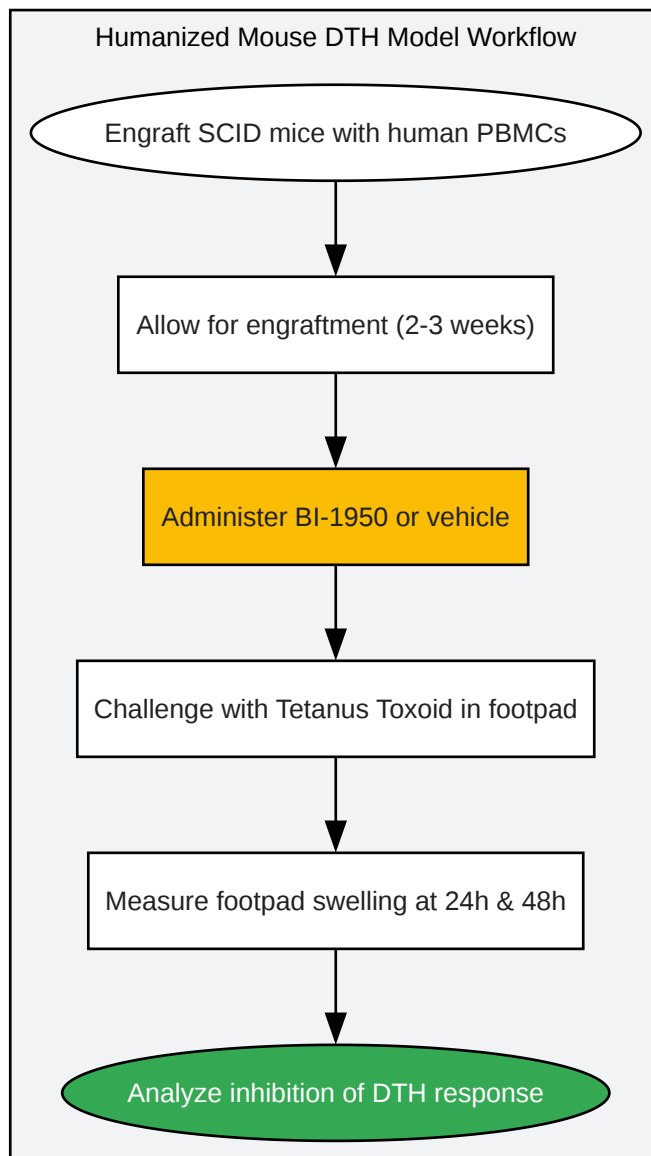 Humanized Mouse DTH Model Workflow
Engraft SCID mice with human PBMCs
Allow for engraftment (2-3 weeks)
Administer BI-1950 or vehicle
Challenge with Tetanus Toxoid in footpad
Measure footpad swelling at 24h & 48h
Analyze inhibition of DTH response